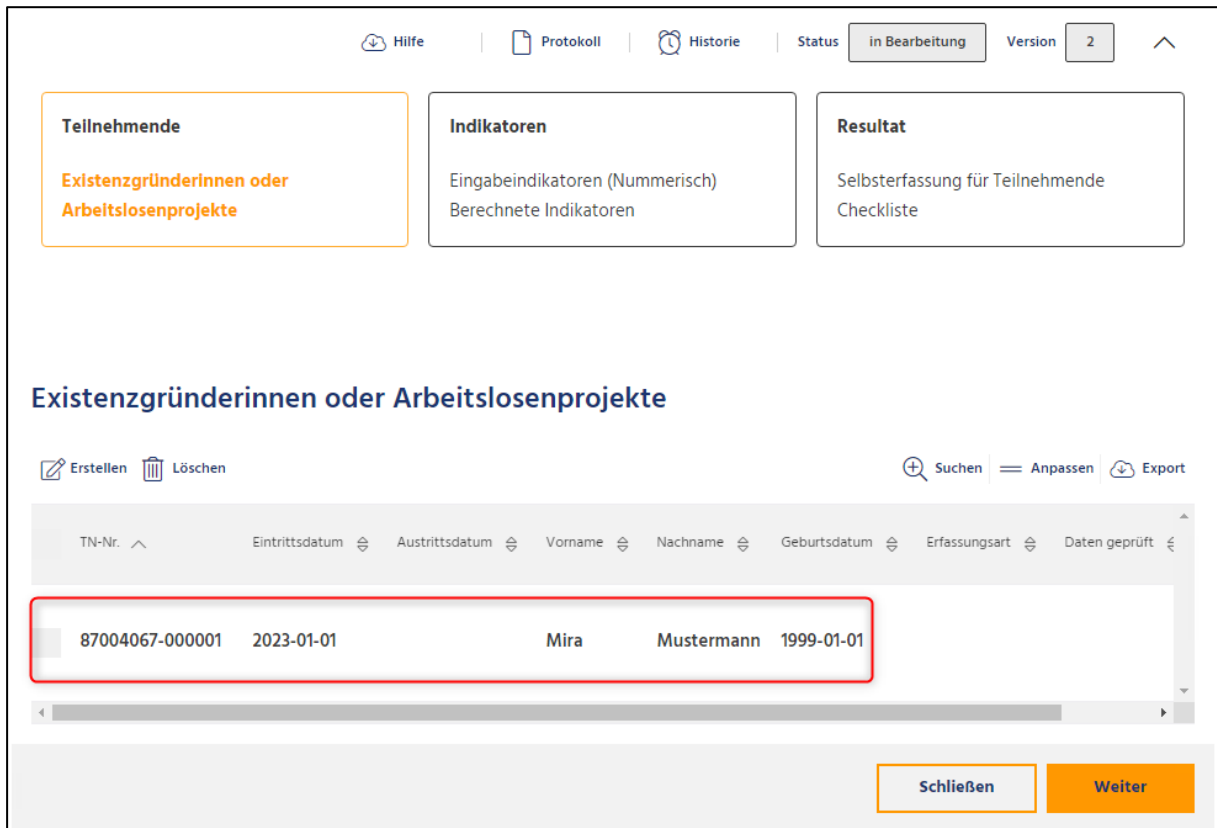 Hilfe Protokoll Historie Status in Bearbeitung Version 2
Teilnehmende
Existenzgründerinnen oder
Arbeitslosenprojekte
Indikatoren
Eingabeindikatoren (Nummerisch)
Berechnete Indikatoren
Resultat
Selbsterfassung für Teilnehmende
Checkliste
Existenzgründerinnen oder Arbeitslosenprojekte
Erstellen Löschen Suchen Anpassen Export
TN-Nr. Eintrittsdatum Austrittsdatum Vorname Nachname Geburtsdatum Erfassungsart Daten geprüft
87004067-000001 2023-01-01 Mira Mustermann 1999-01-01
Schließen Weiter